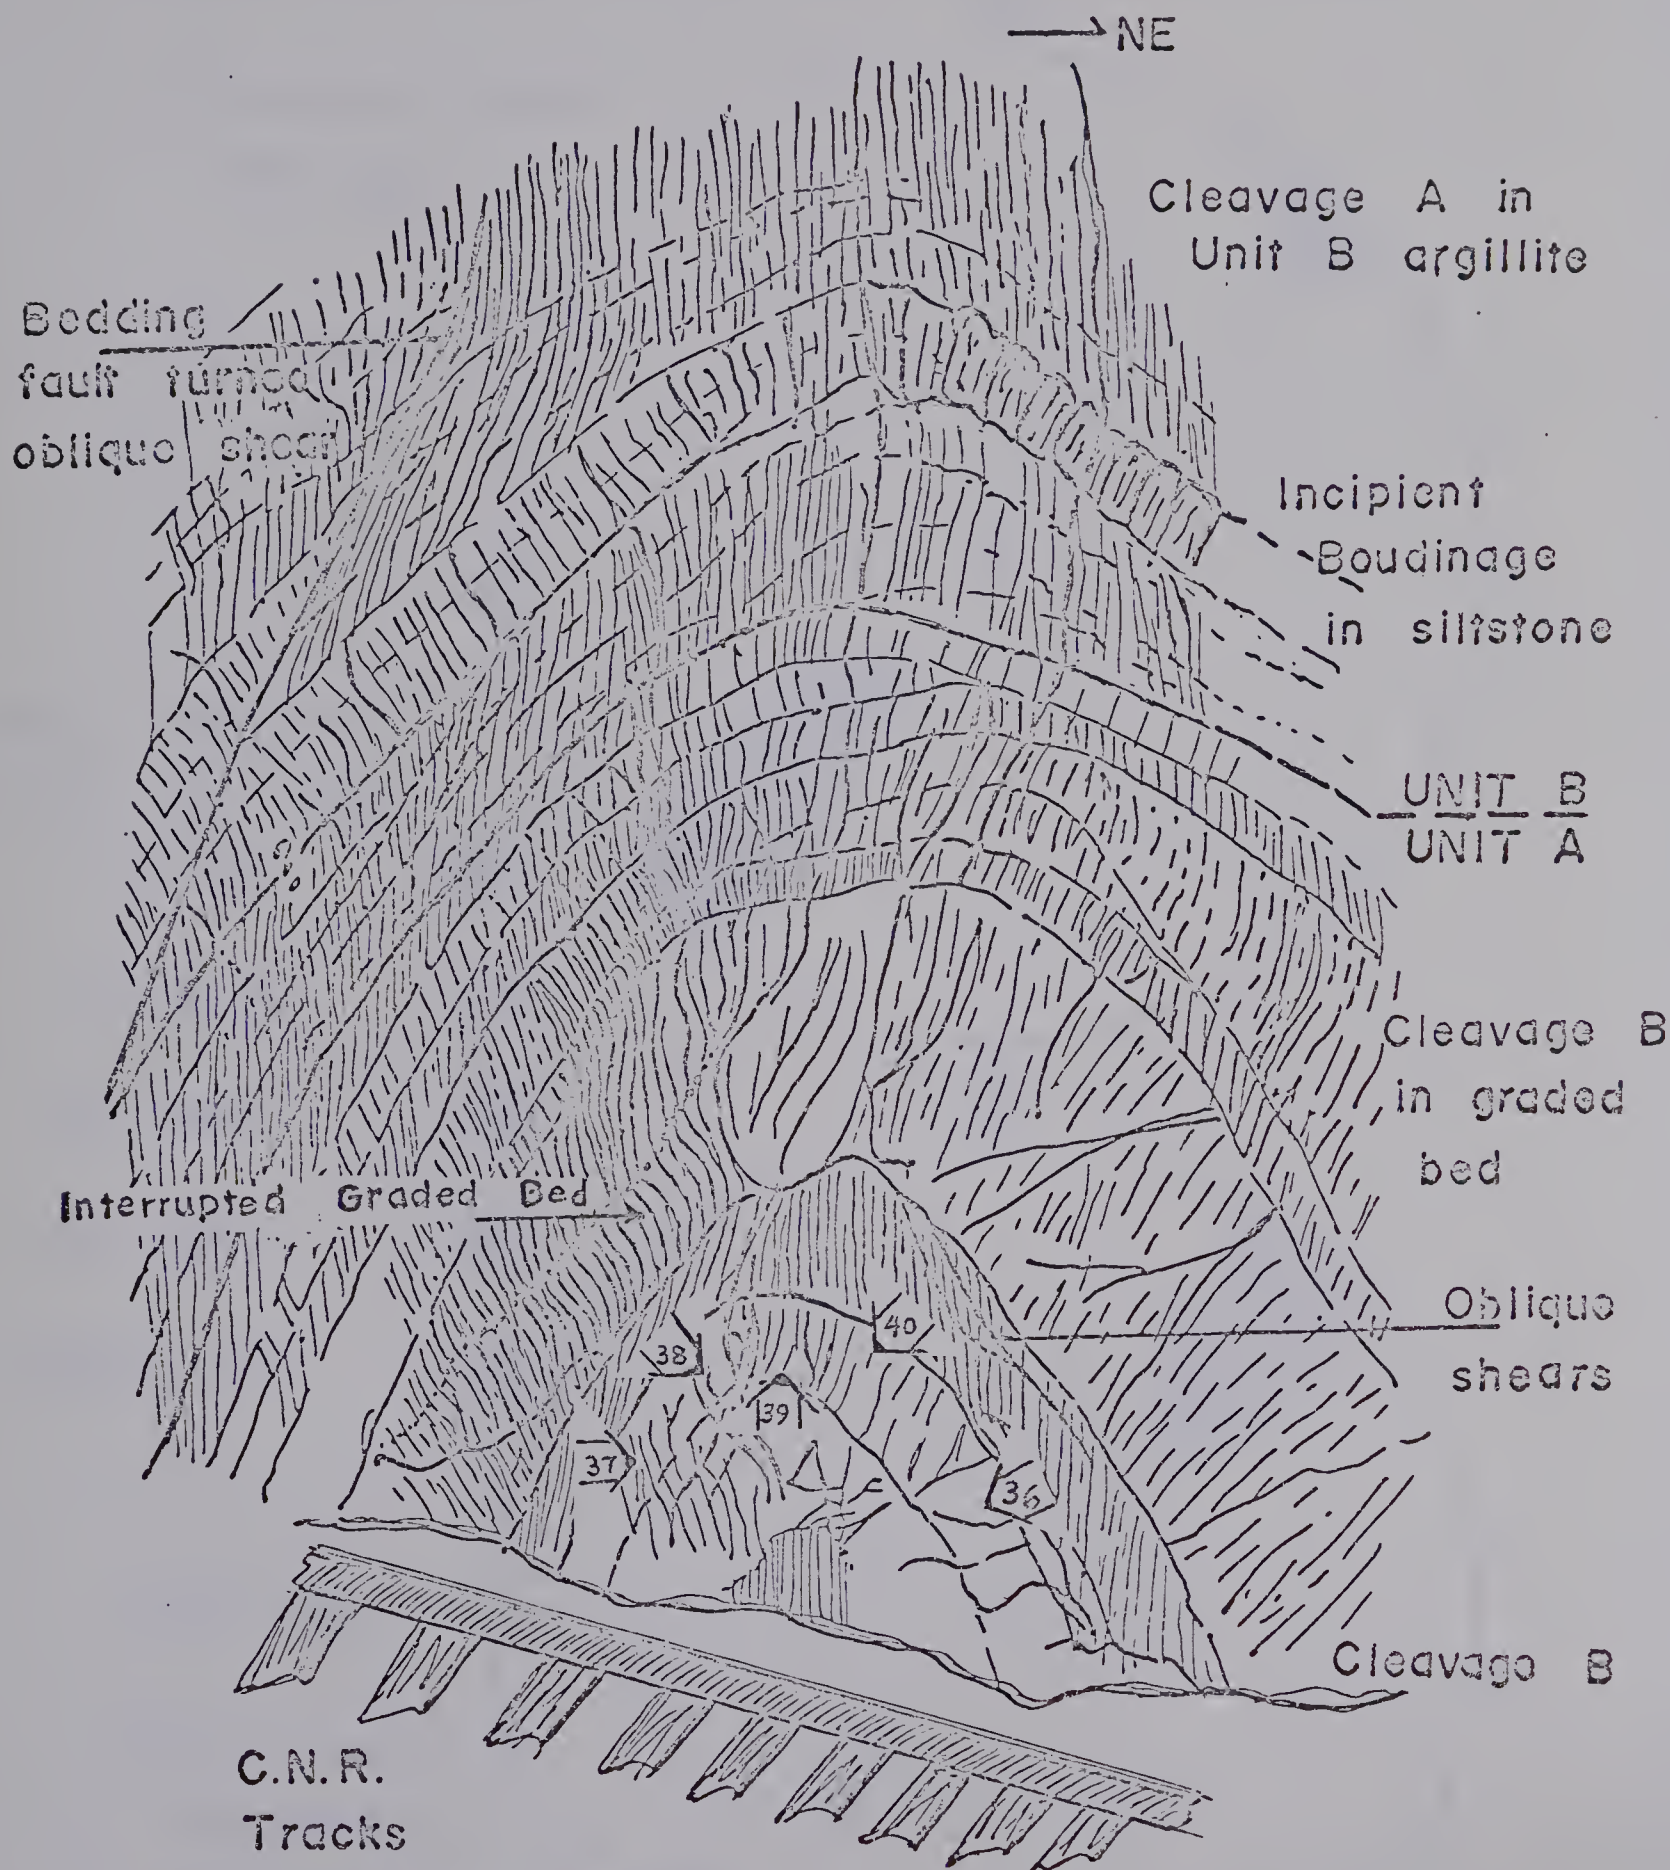 NE
Cleavage A in
Unit B argillite
Bedding
fault turned
oblique shear
Incipient
Boudinage
in siltstone
UNIT B
UNIT A
Cleavage B
in graded
bed
Interrupted Graded Bed
Oblique
shears
40
38
39
37
36
Cleavage B
C.N.R.
Tracks